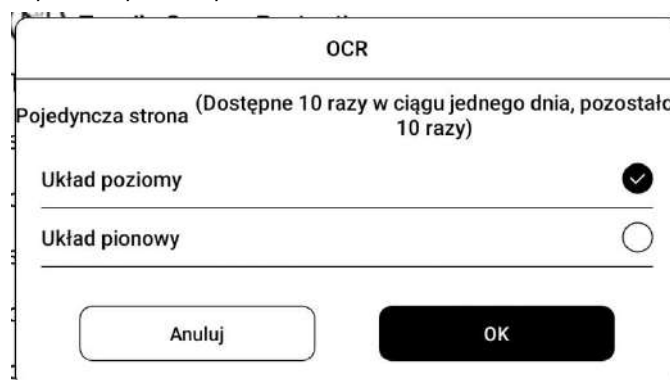 OCR
Pojedyncza strona (Dostępne 10 razy w ciągu jednego dnia, pozostało
10 razy)
Układ poziomy
Układ pionowy
Anuluj
OK